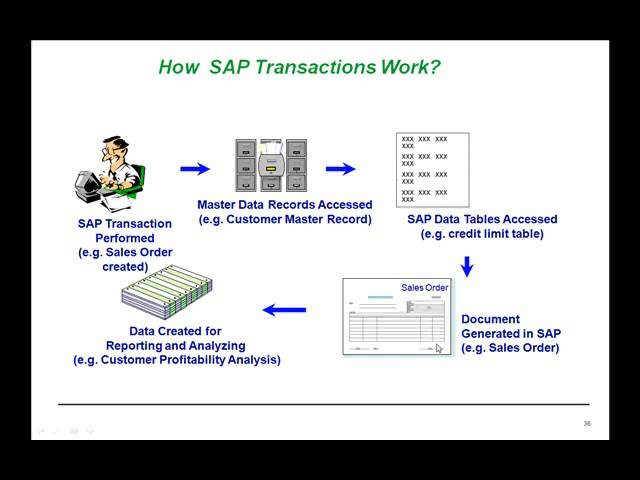 How SAP Transactions Work?
SAP Transaction
Performed
(e.g. Sales Order
created)
Master Data Records Accessed
(e.g. Customer Master Record)
XXX XXX XXX
XXX
XXX XXX XXX
XXX
XXX XXX XXX
XXX
XXX XXX XXX
XXX
SAP Data Tables Accessed
(e.g. credit limit table)
Sales Order
Document
Generated in SAP
(e.g. Sales Order)
Data Created for
Reporting and Analyzing
(e.g. Customer Profitability Analysis)